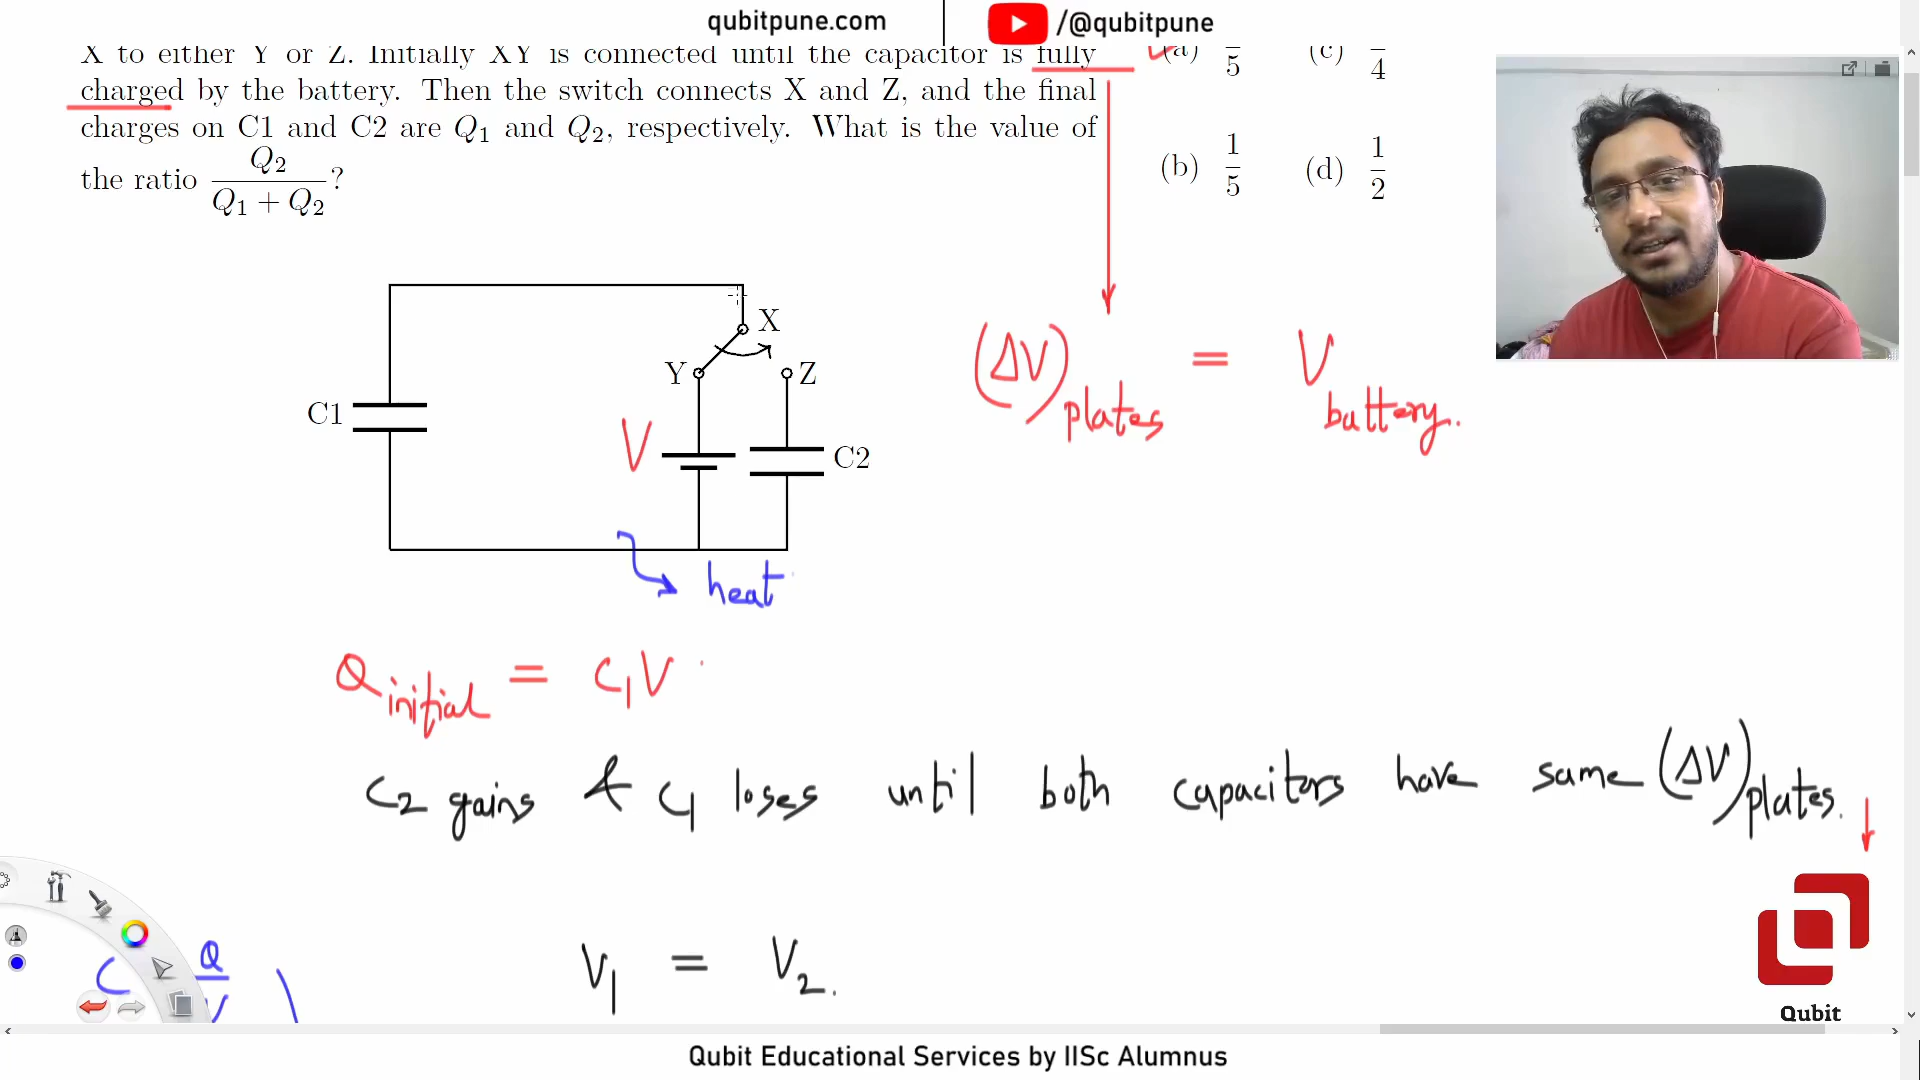 qubitpune.com
/@qubitpune
X to either Y or Z. Initially XY is connected until the capacitor is fully
charged by the battery. Then the switch connects X and Z, and the final
charges on C1 and C2 are Q1 and Q2, respectively. What is the value of
the ratio Q2/(Q1 + Q2)?
(a) /5 (c) /4
(b) 1/5 (d) 1/2
X
Y
Z
C1
V
C2
(ΔV)plates = Vbattery.
heat
Qinitial = C1V
C2 gains & C1 loses until both capacitors have same (ΔV)plates.
V1 = V2.
Q
Qubit
Qubit Educational Services by IISc Alumnus